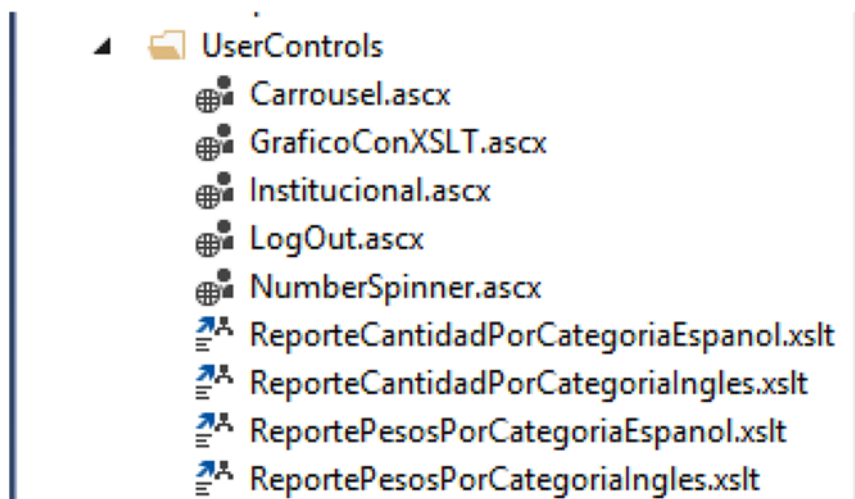 UserControls
Carrousel.ascx
GraficoConXSLT.ascx
Institucional.ascx
LogOut.ascx
NumberSpinner.ascx
ReporteCantidadPorCategoriaEspanol.xslt
ReporteCantidadPorCategoriaIngles.xslt
ReportePesosPorCategoriaEspanol.xslt
ReportePesosPorCategoriaIngles.xslt